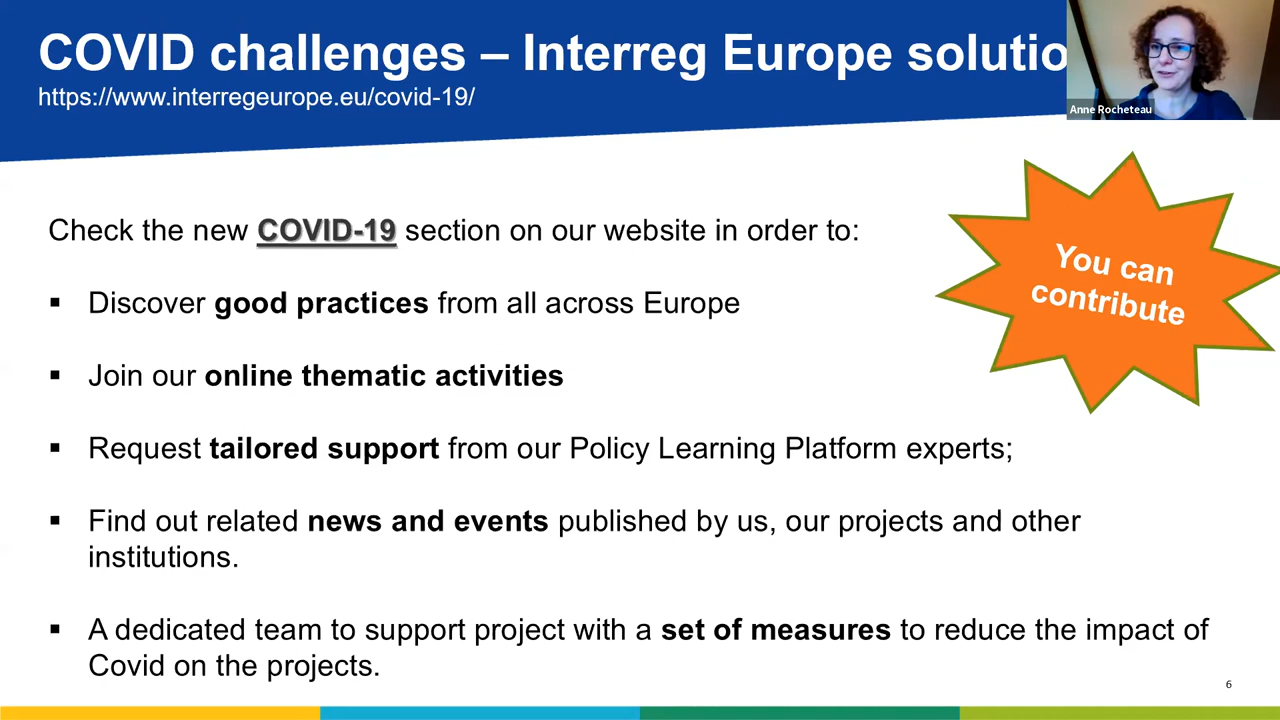 COVID challenges – Interreg Europe solutio
https://www.interregeurope.eu/covid-19/
Anne Rocheteau
You can
contribute
Check the new COVID-19 section on our website in order to:
▪ Discover good practices from all across Europe
▪ Join our online thematic activities
▪ Request tailored support from our Policy Learning Platform experts;
▪ Find out related news and events published by us, our projects and other
institutions.
▪ A dedicated team to support project with a set of measures to reduce the impact of
Covid on the projects.
6